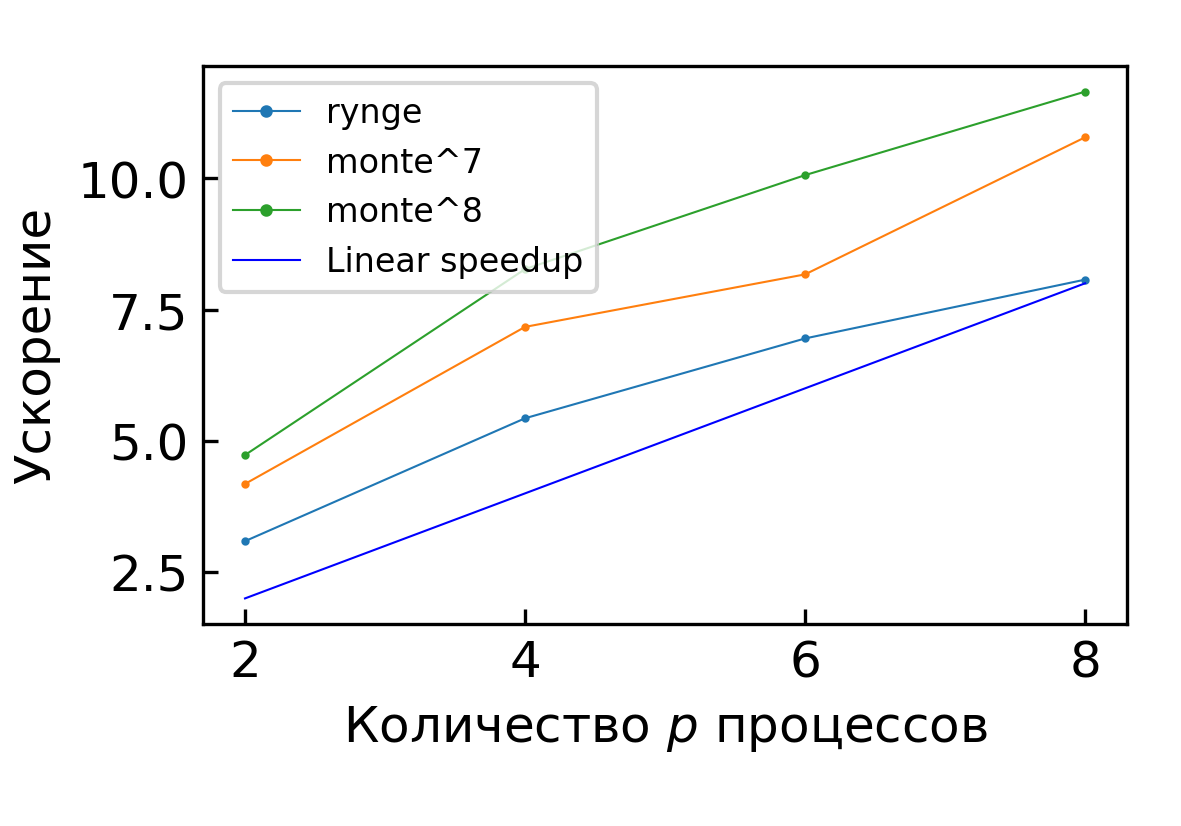 rynge
monte^7
monte^8
Linear speedup
Ускорение
10.0
7.5
5.0
2.5
2 4 6 8
Количество p процессов